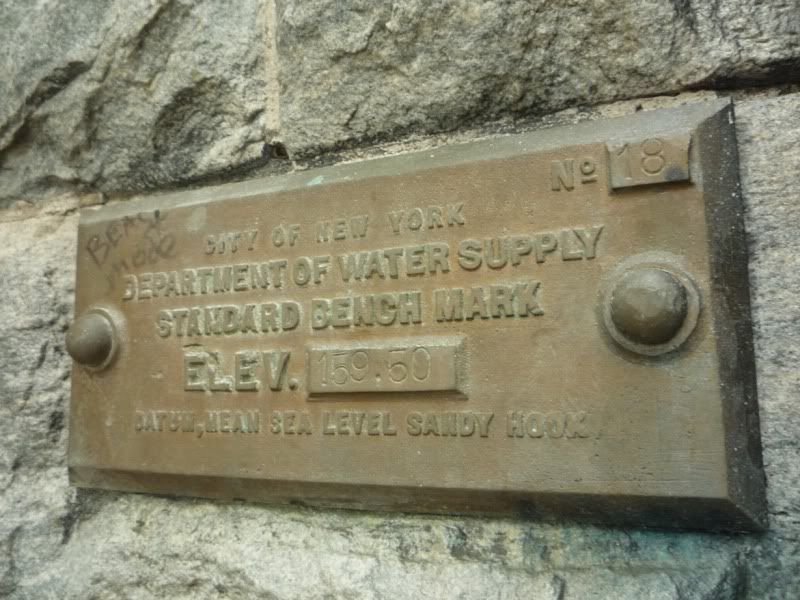 Nº 18
CITY OF NEW YORK
DEPARTMENT OF WATER SUPPLY
STANDARD BENCH MARK
ELEV. 159.50
DATUM, MEAN SEA LEVEL SANDY HOOK.